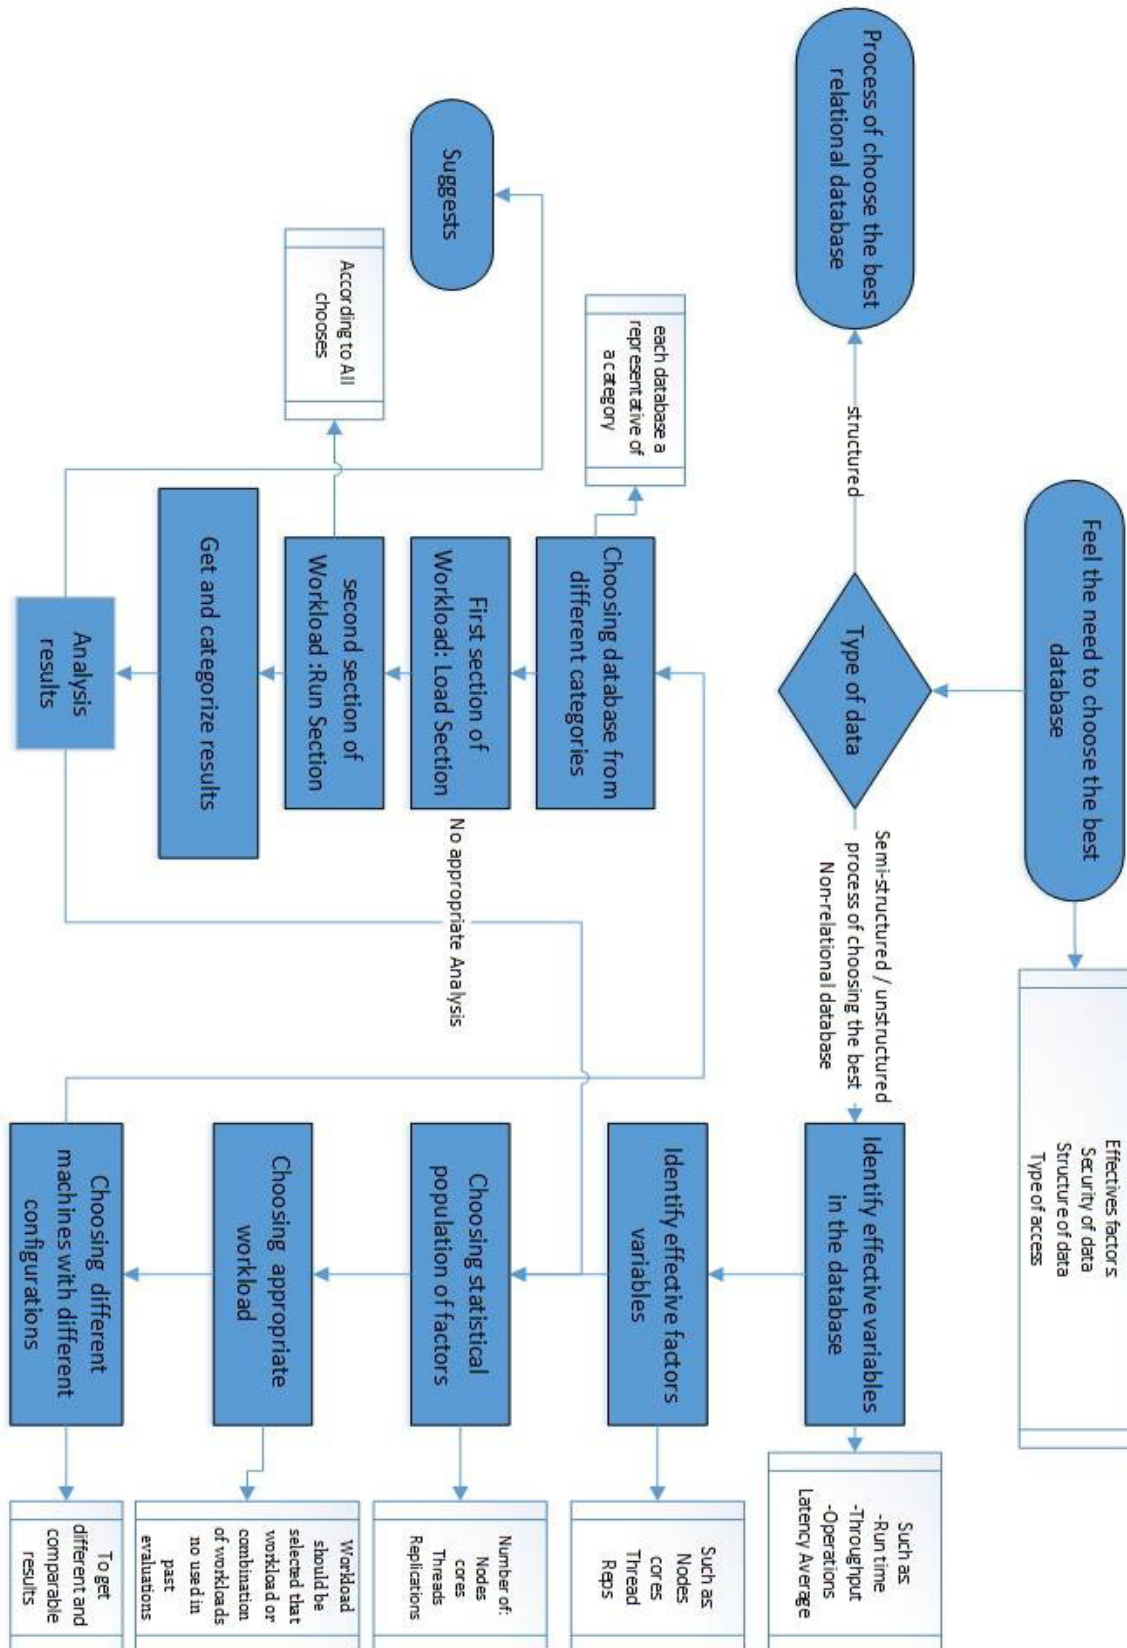 Feel the need to choose the best
database
Effectives factors:
Security of data
Structure of data
Type of access
Process of choose the best
relational database
structured
Type of data
Semi-structured / unstructured
process of choosing the best
Non-relational database
Identify effective variables
in the database
Such as:
-Run time
-Throughput
-Operations
Latency Average
Identify effective factors
variables
Such as:
Nodes
cores
Thread
Reps
Choosing statistical
population of factors
Number of:
Nodes
cores
Threads
Replications
Choosing appropriate
workload
Workload
should be
selected that
workload or
combination
of workloads
no used in
past
evaluations
Choosing different
machines with different
configurations
To get
different and
comparable
results
each database a
representative of
a category
Choosing database from
different categories
First section of
Workload: Load Section
second section of
Workload :Run Section
According to All
chooses
Get and categorize results
Analysis
results
No appropriate Analysis
Suggests